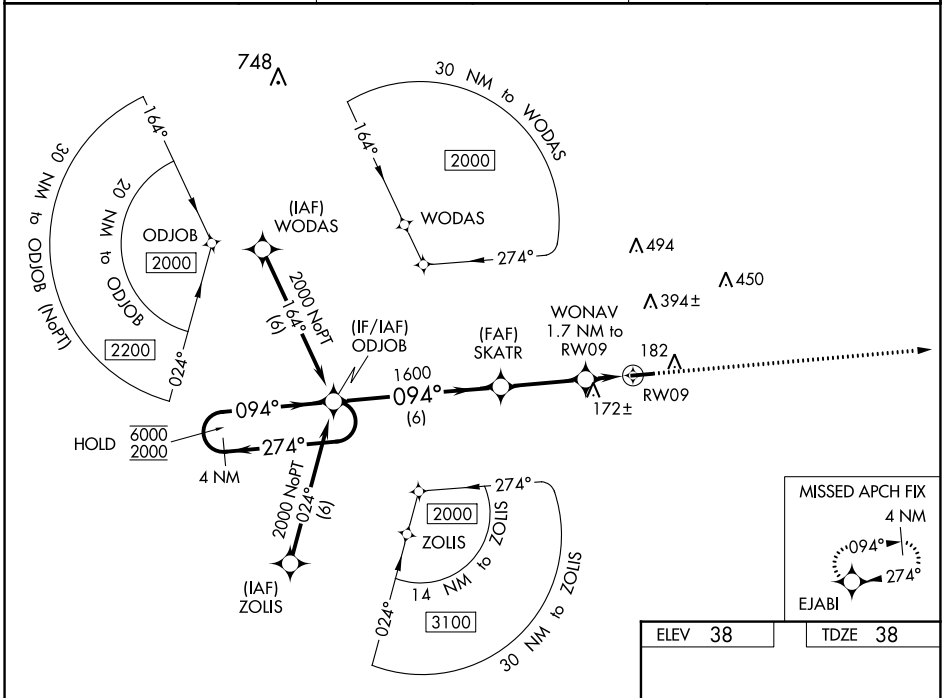 748
30 NM to WODAS
164°
2000
WODAS
274°
164°
30 NM to ODJOB (NoPT)
20 NM to ODJOB
ODJOB
2000
2200
024°
(IAF)
WODAS
2000 NoPT
164°
(6)
(IF/IAF)
ODJOB
494
450
394±
(FAF)
SKATR
WONAV
1.7 NM to
RW09
182
RW09
172±
1600
094°
(6)
094°
274°
HOLD 6000
2000
4 NM
2000 NoPT
024°
(6)
(IAF)
ZOLIS
274°
2000
ZOLIS
14 NM to ZOLIS
3100
024°
30 NM to ZOLIS
MISSED APCH FIX
4 NM
094°
274°
EJABI
ELEV 38
TDZE 38